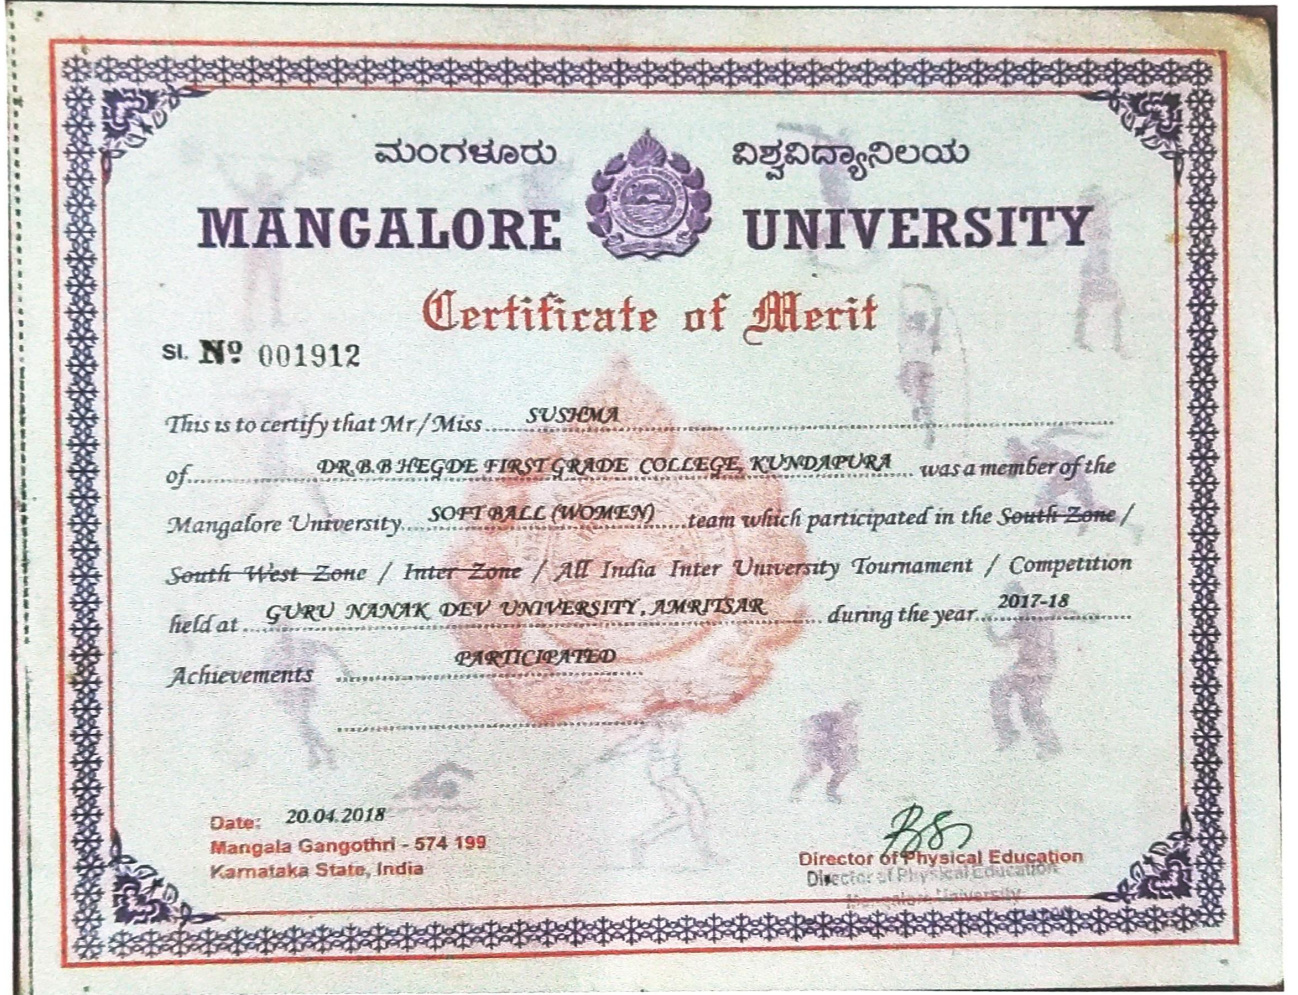 ಮಂಗಳೂರು ವಿಶ್ವವಿದ್ಯಾನಿಲಯ
MANGALORE UNIVERSITY
Certificate of Merit
Sl. Nº 001912
This is to certify that Mr/Miss SUSHMA
of DR.B.B HEGDE FIRST GRADE COLLEGE, KUNDAPURA was a member of the
Mangalore University SOFT BALL (WOMEN) team which participated in the South Zone /
South West Zone / Inter Zone / All India Inter University Tournament / Competition
held at GURU NANAK DEV UNIVERSITY, AMRITSAR during the year 2017-18
Achievements PARTICIPATED
Date: 20.04.2018
Mangala Gangothri - 574 199
Karnataka State, India
Director of Physical Education
Director of Physical Education
Mangalore University